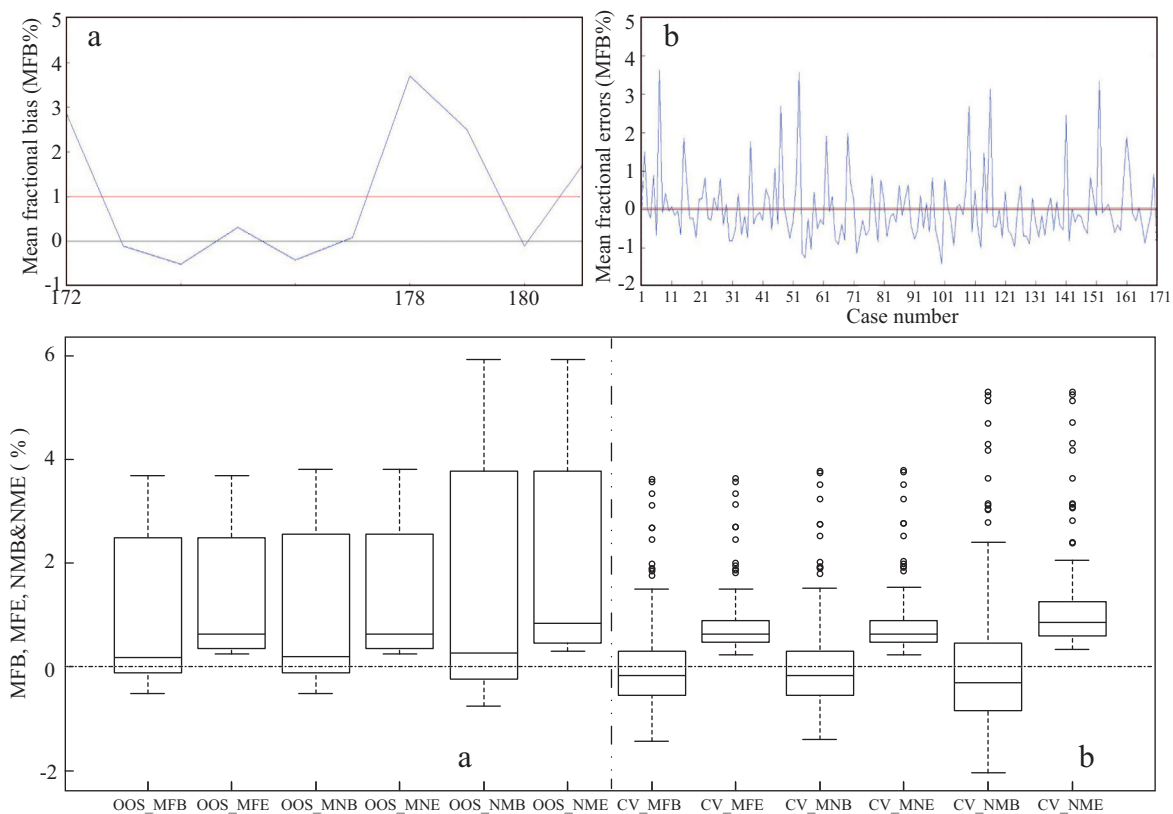 a
Mean fractional bias (MFB%)
5
4
3
2
1
0
-1
172
178
180
b
Mean fractional errors (MFB%)
5
4
3
2
1
0
-1
-2
1 11 21 31 41 51 61 71 81 91 101 111 121 131 141 151 161 171
Case number
MFB, MFE, NMB&NME ( % )
6
4
2
0
-2
a
b
OOS_MFB OOS_MFE OOS_MNB OOS_MNE OOS_NMB OOS_NME CV_MFB CV_MFE CV_MNB CV_MNE CV_NMB CV_NME